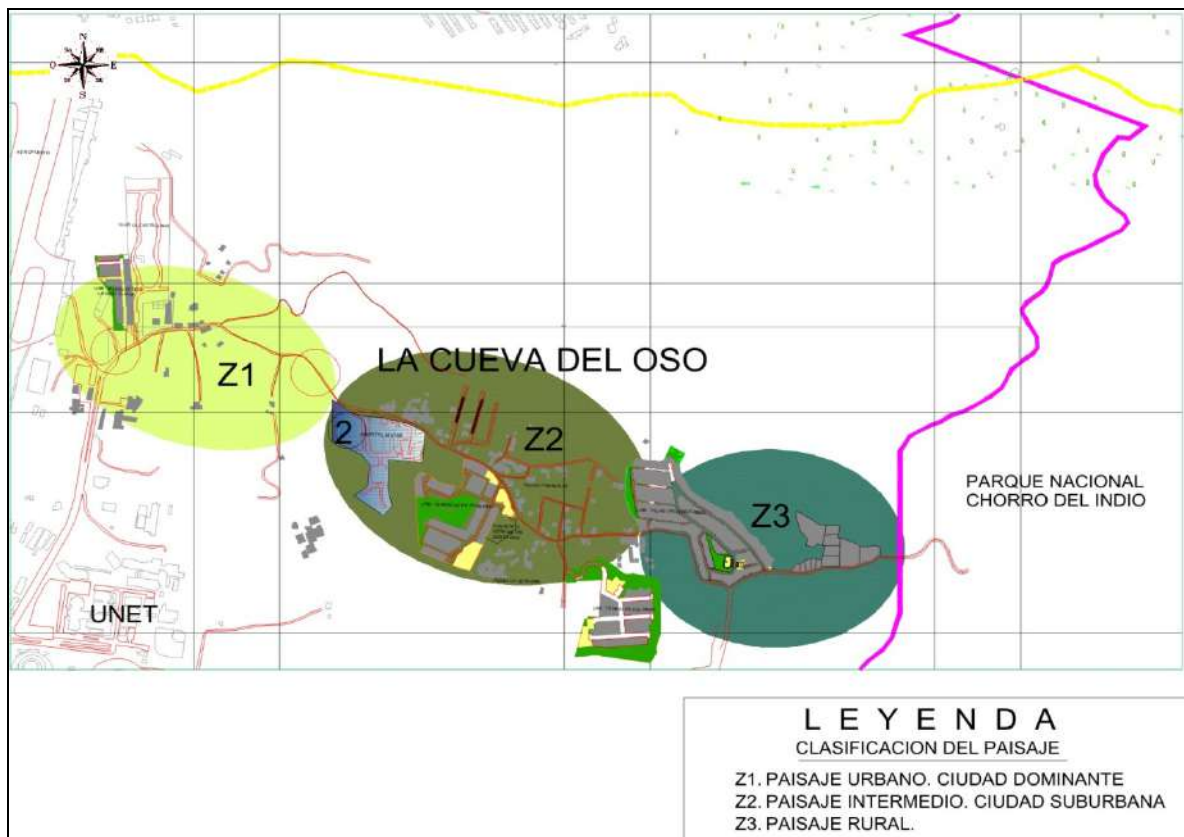 N
O E
S
Z1
LA CUEVA DEL OSO
2
Z2
Z3
PARQUE NACIONAL
CHORRO DEL INDIO
UNET
LEYENDA
CLASIFICACION DEL PAISAJE
Z1. PAISAJE URBANO. CIUDAD DOMINANTE
Z2. PAISAJE INTERMEDIO. CIUDAD SUBURBANA
Z3. PAISAJE RURAL.